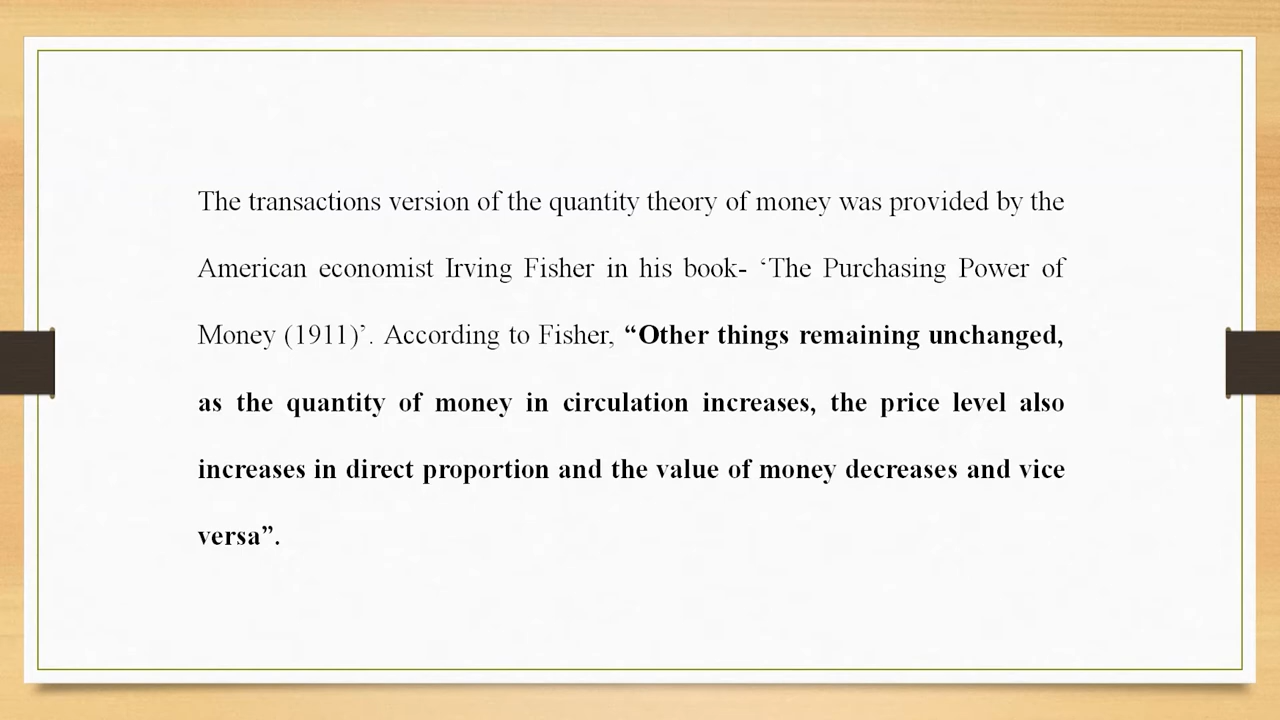 The transactions version of the quantity theory of money was provided by the
American economist Irving Fisher in his book- ‘The Purchasing Power of
Money (1911)’. According to Fisher, “Other things remaining unchanged,
as the quantity of money in circulation increases, the price level also
increases in direct proportion and the value of money decreases and vice
versa”.